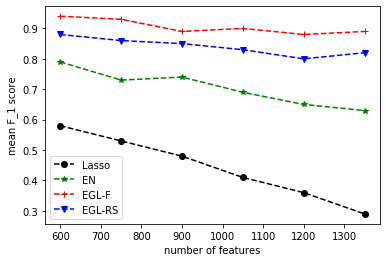 mean F_1 score
0.9
0.8
0.7
0.6
0.5
0.4
0.3
Lasso
EN
EGL-F
EGL-RS
600 700 800 900 1000 1100 1200 1300
number of features